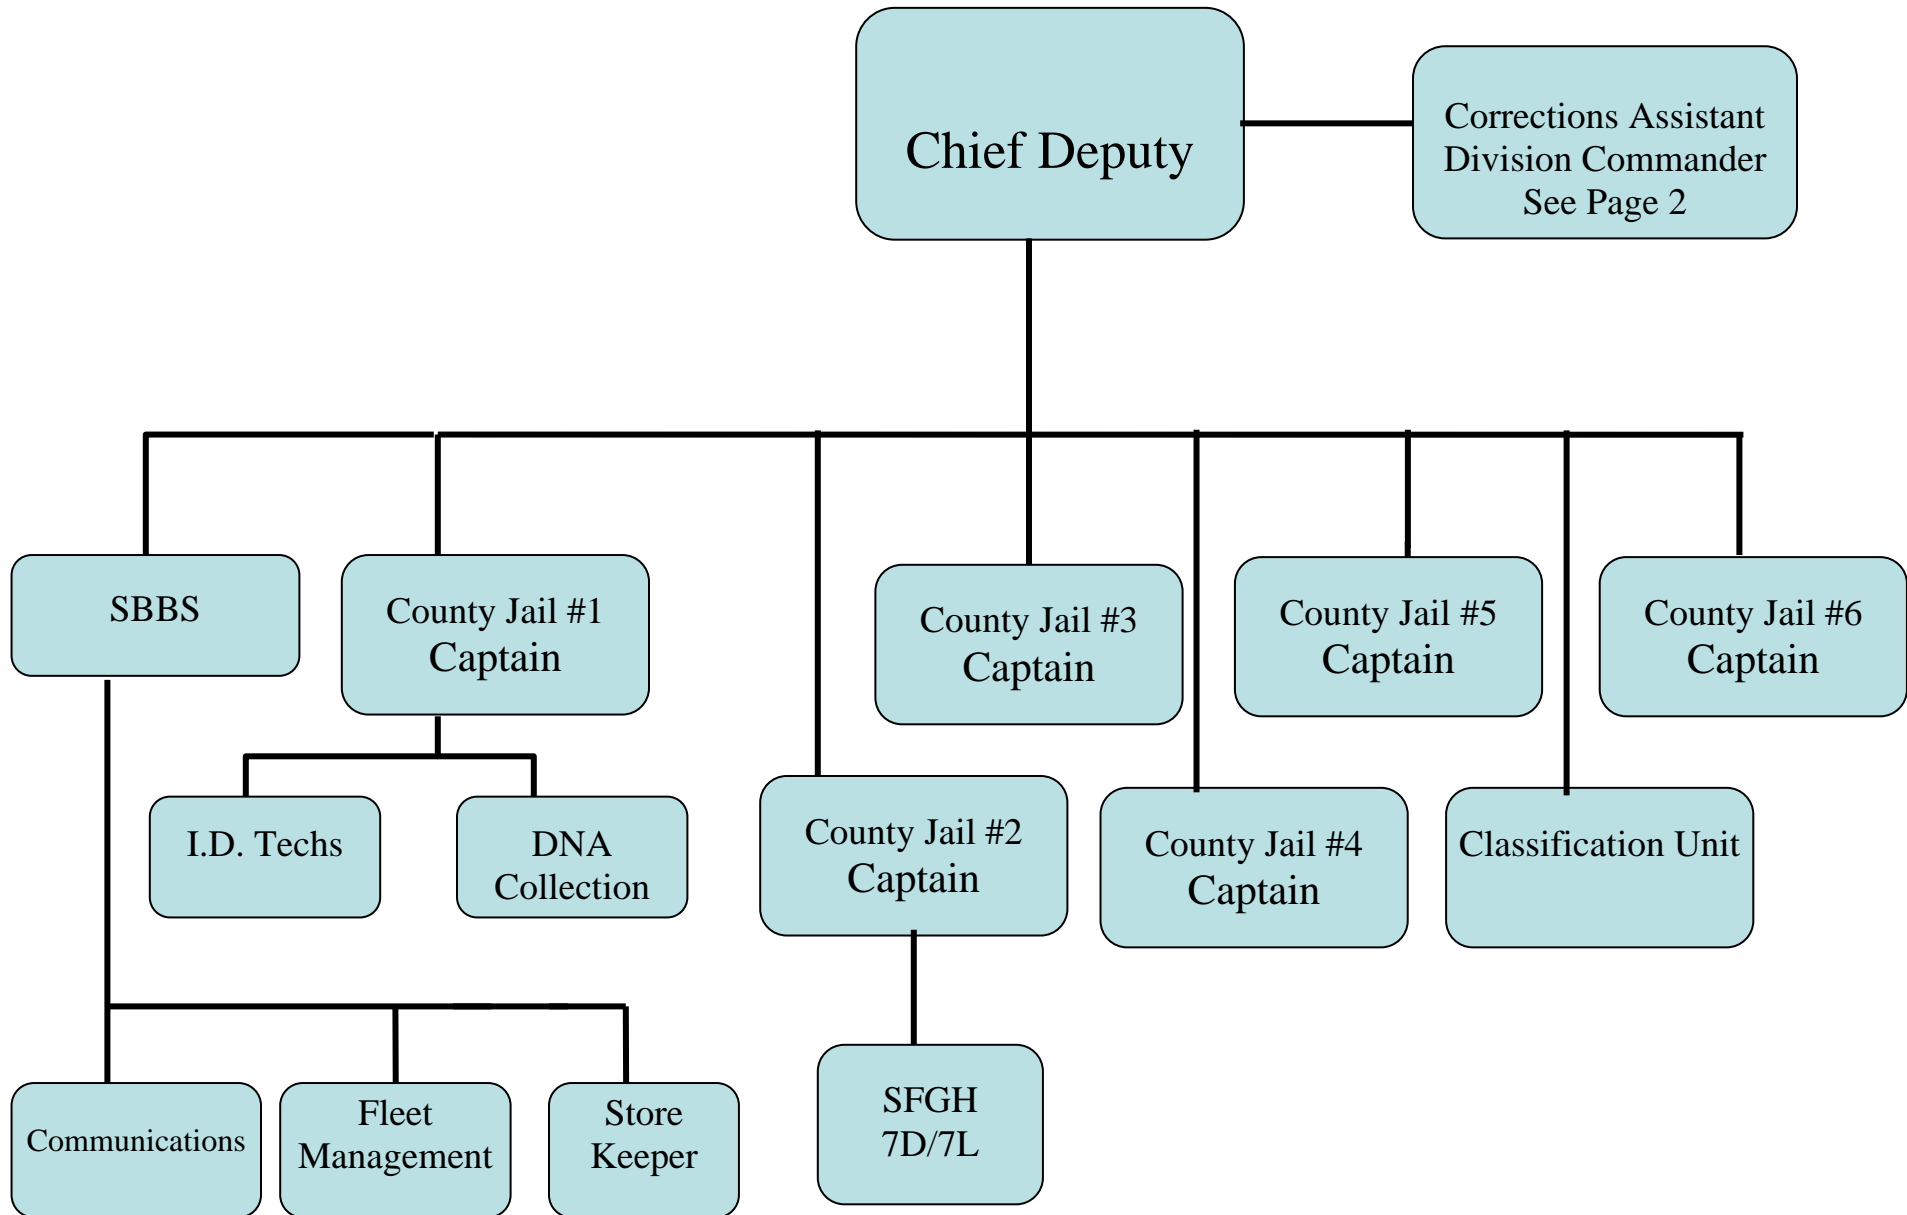 Chief Deputy
Corrections Assistant
Division Commander
See Page 2
SBBS
County Jail #1
Captain
County Jail #3
Captain
County Jail #5
Captain
County Jail #6
Captain
I.D. Techs
DNA
Collection
County Jail #2
Captain
County Jail #4
Captain
Classification Unit
Communications
Fleet
Management
Store
Keeper
SFGH
7D/7L